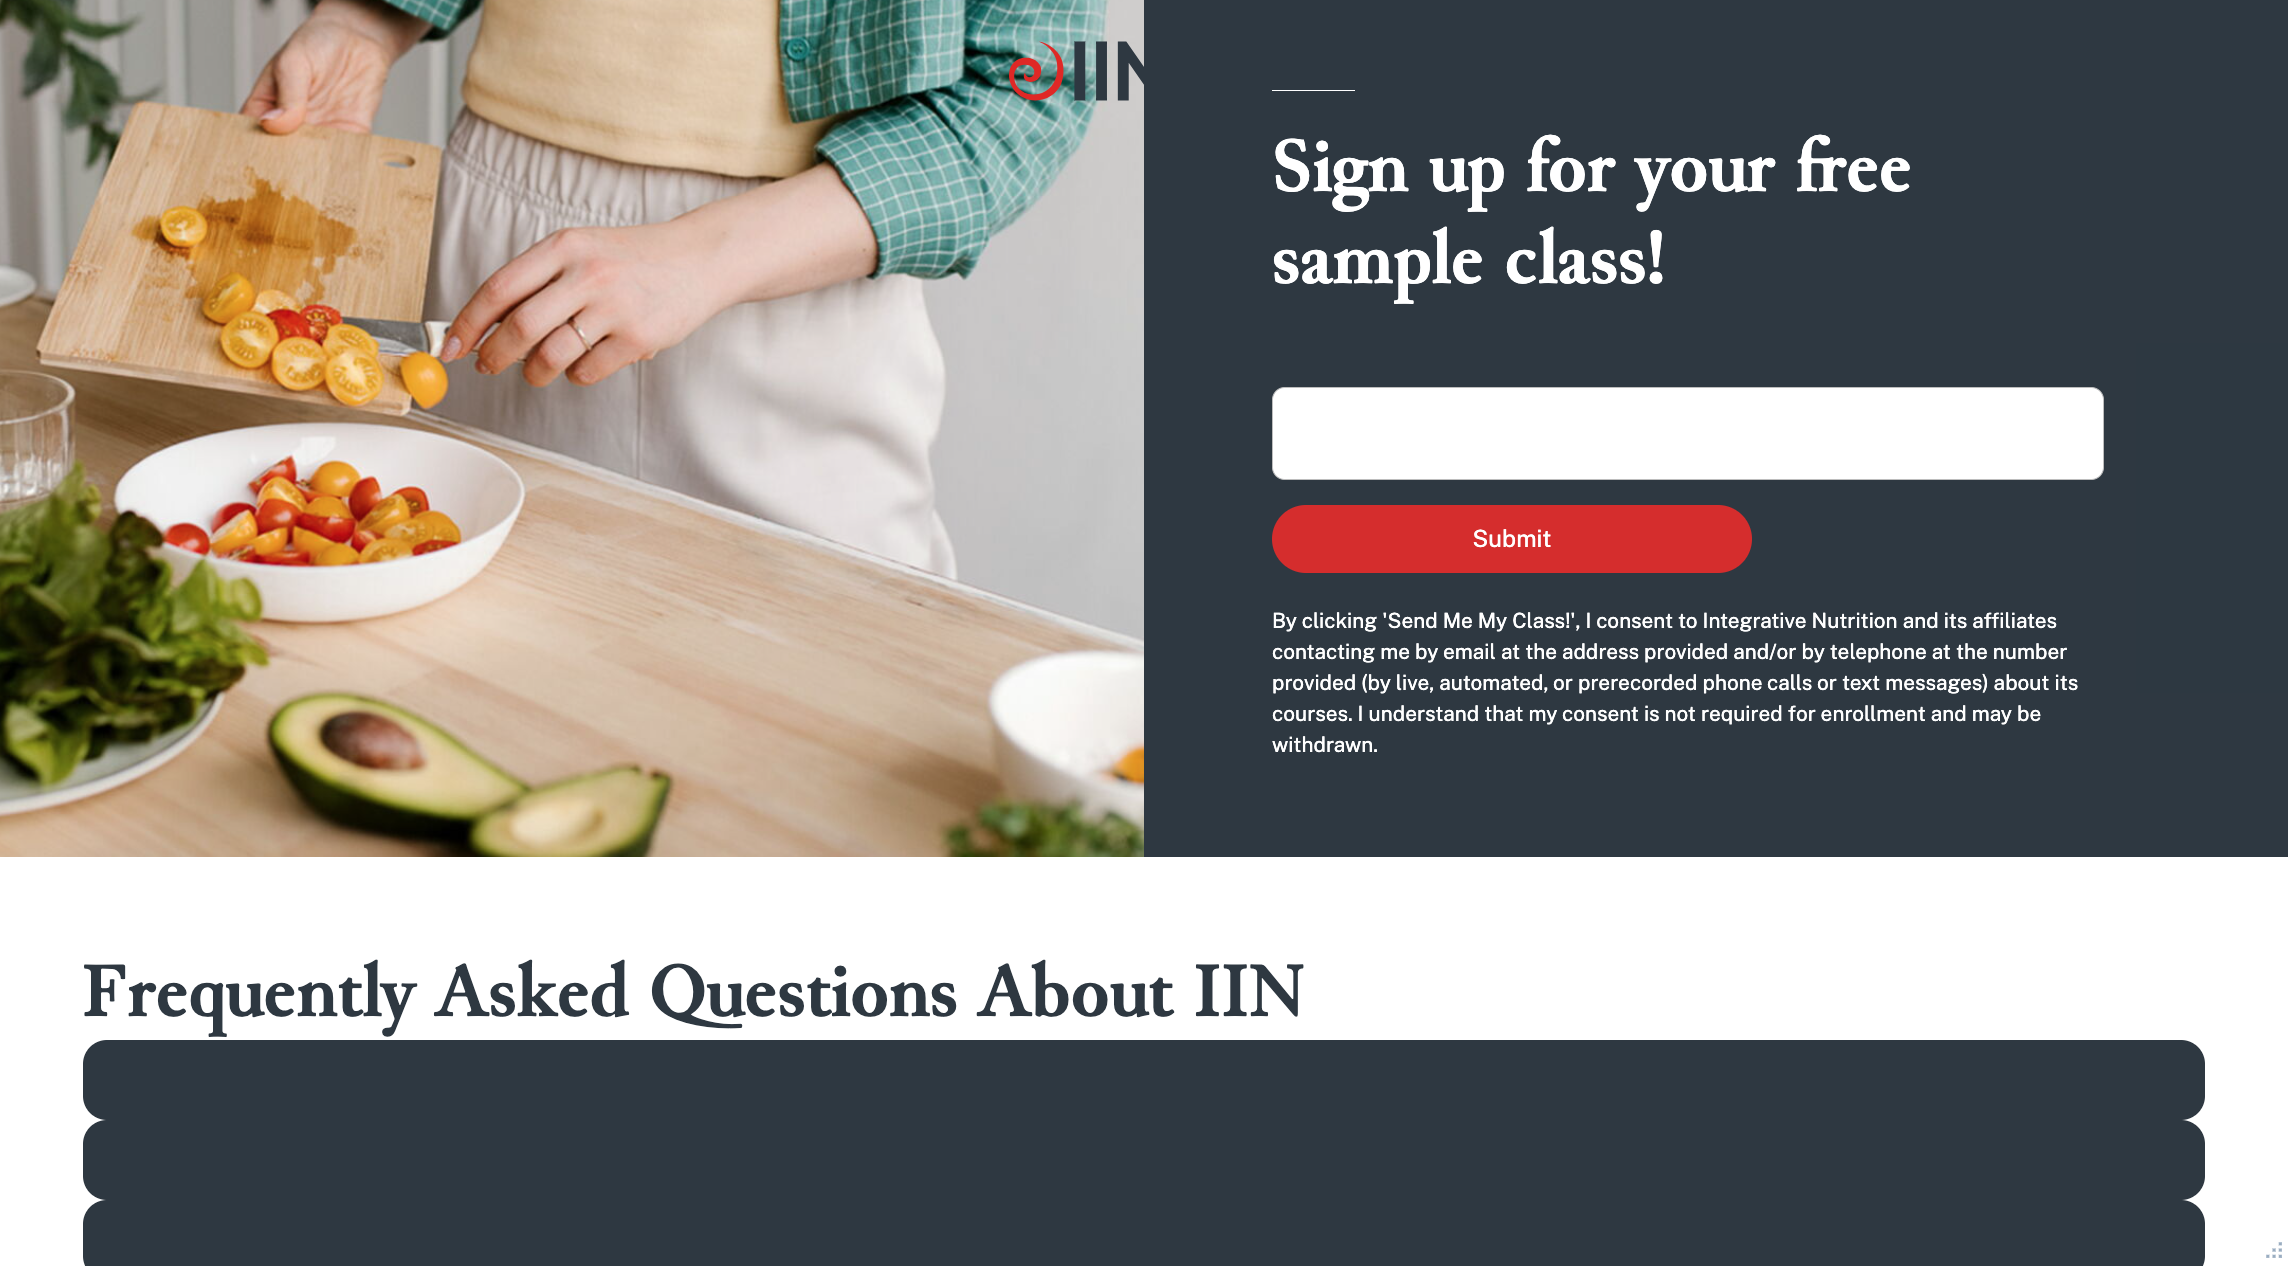 IIN
Sign up for your free
sample class!
Submit
By clicking 'Send Me My Class!', I consent to Integrative Nutrition and its affiliates
contacting me by email at the address provided and/or by telephone at the number
provided (by live, automated, or prerecorded phone calls or text messages) about its
courses. I understand that my consent is not required for enrollment and may be
withdrawn.
Frequently Asked Questions About IIN